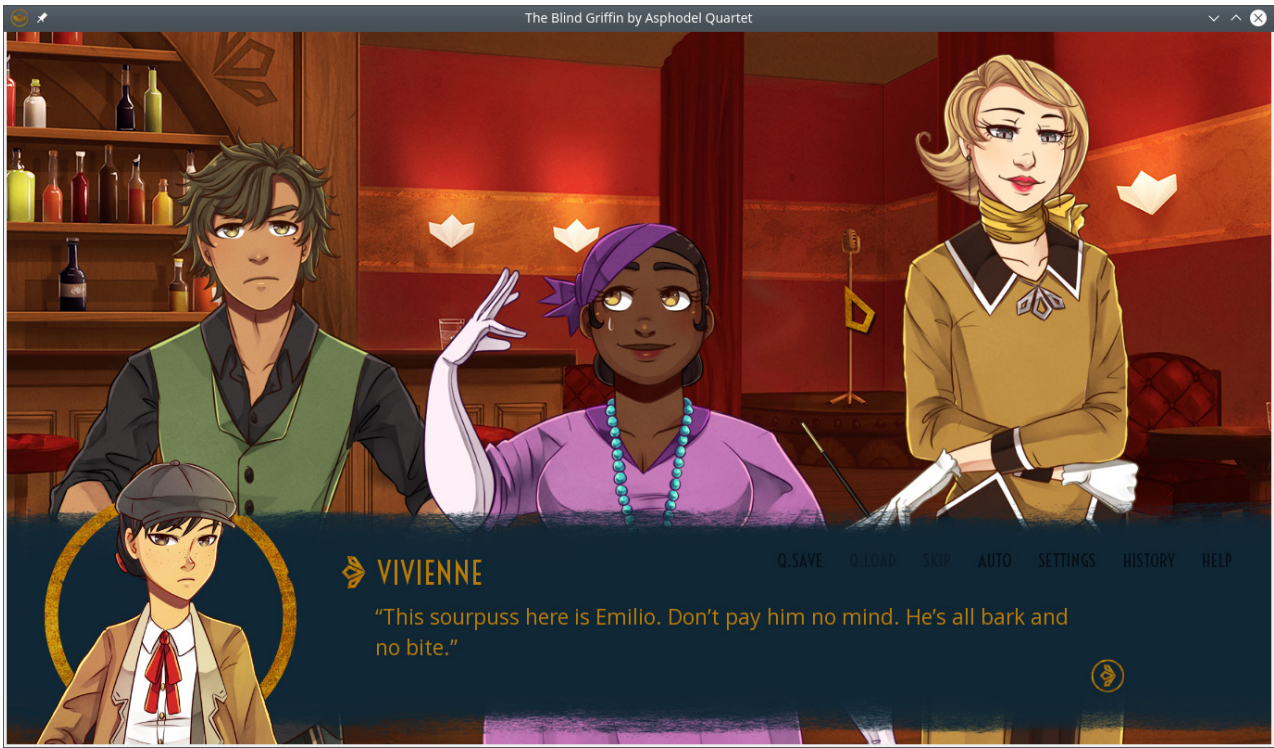 The Blind Griffin by Asphodel Quartet
Q.SAVE Q.LOAD SKIP AUTO SETTINGS HISTORY HELP
VIVIENNE
“This sourpuss here is Emilio. Don’t pay him no mind. He’s all bark and
no bite.”